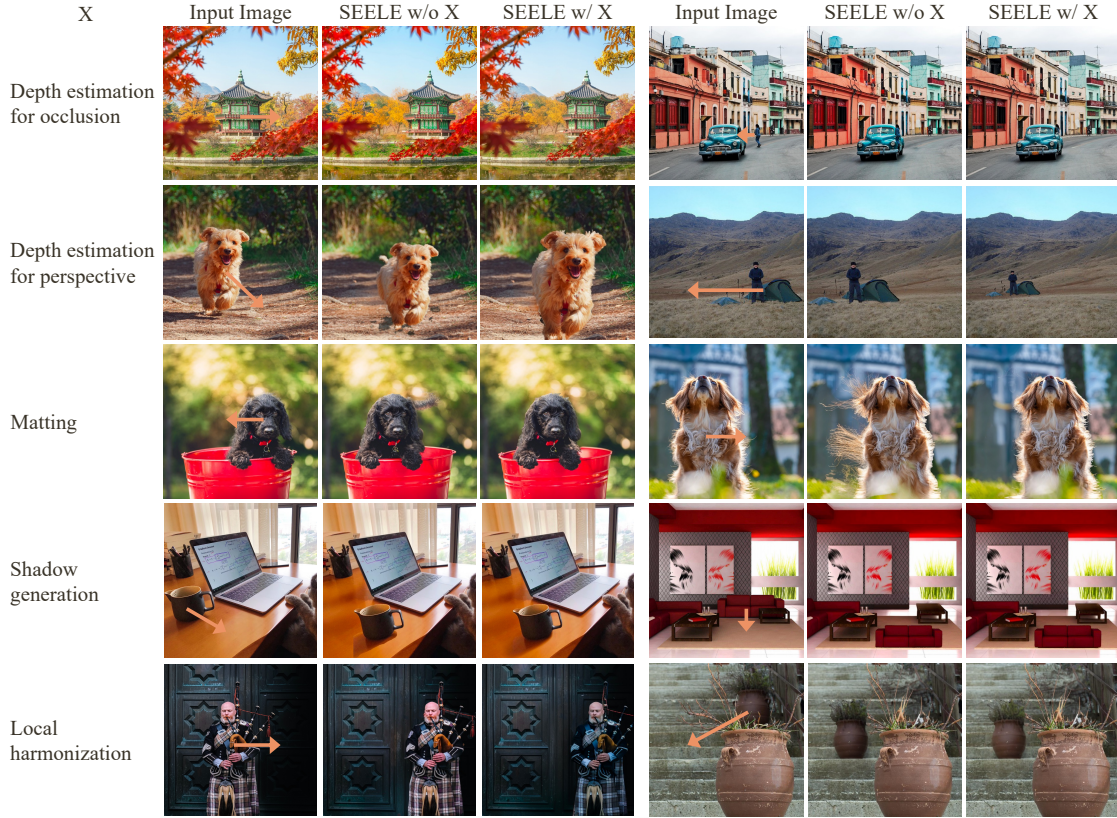 X
Input Image
SEELE w/o X
SEELE w/ X
Input Image
SEELE w/o X
SEELE w/ X
Depth estimation
for occlusion
Depth estimation
for perspective
Matting
Shadow
generation
Local
harmonization